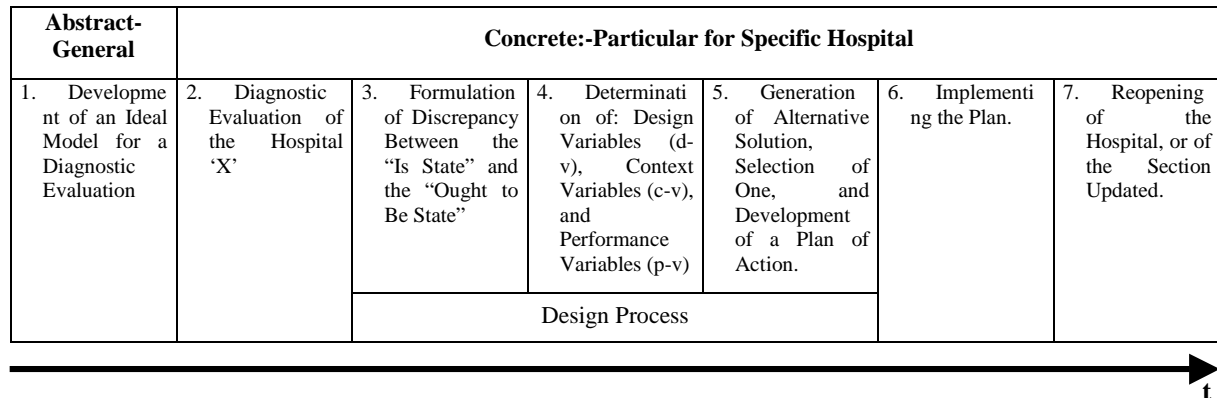 Abstract-
General
Concrete:-Particular for Specific Hospital
1. Developme
nt of an Ideal
Model for a
Diagnostic
Evaluation
2. Diagnostic
Evaluation of
the Hospital
‘X’
3. Formulation
of Discrepancy
Between the
“Is State” and
the “Ought to
Be State”
4. Determinati
on of: Design
Variables (d-
v), Context
Variables (c-v),
and
Performance
Variables (p-v)
5. Generation
of Alternative
Solution,
Selection of
One, and
Development
of a Plan of
Action.
6. Implementi
ng the Plan.
7. Reopening
of the
Hospital, or of
the Section
Updated.
Design Process
t